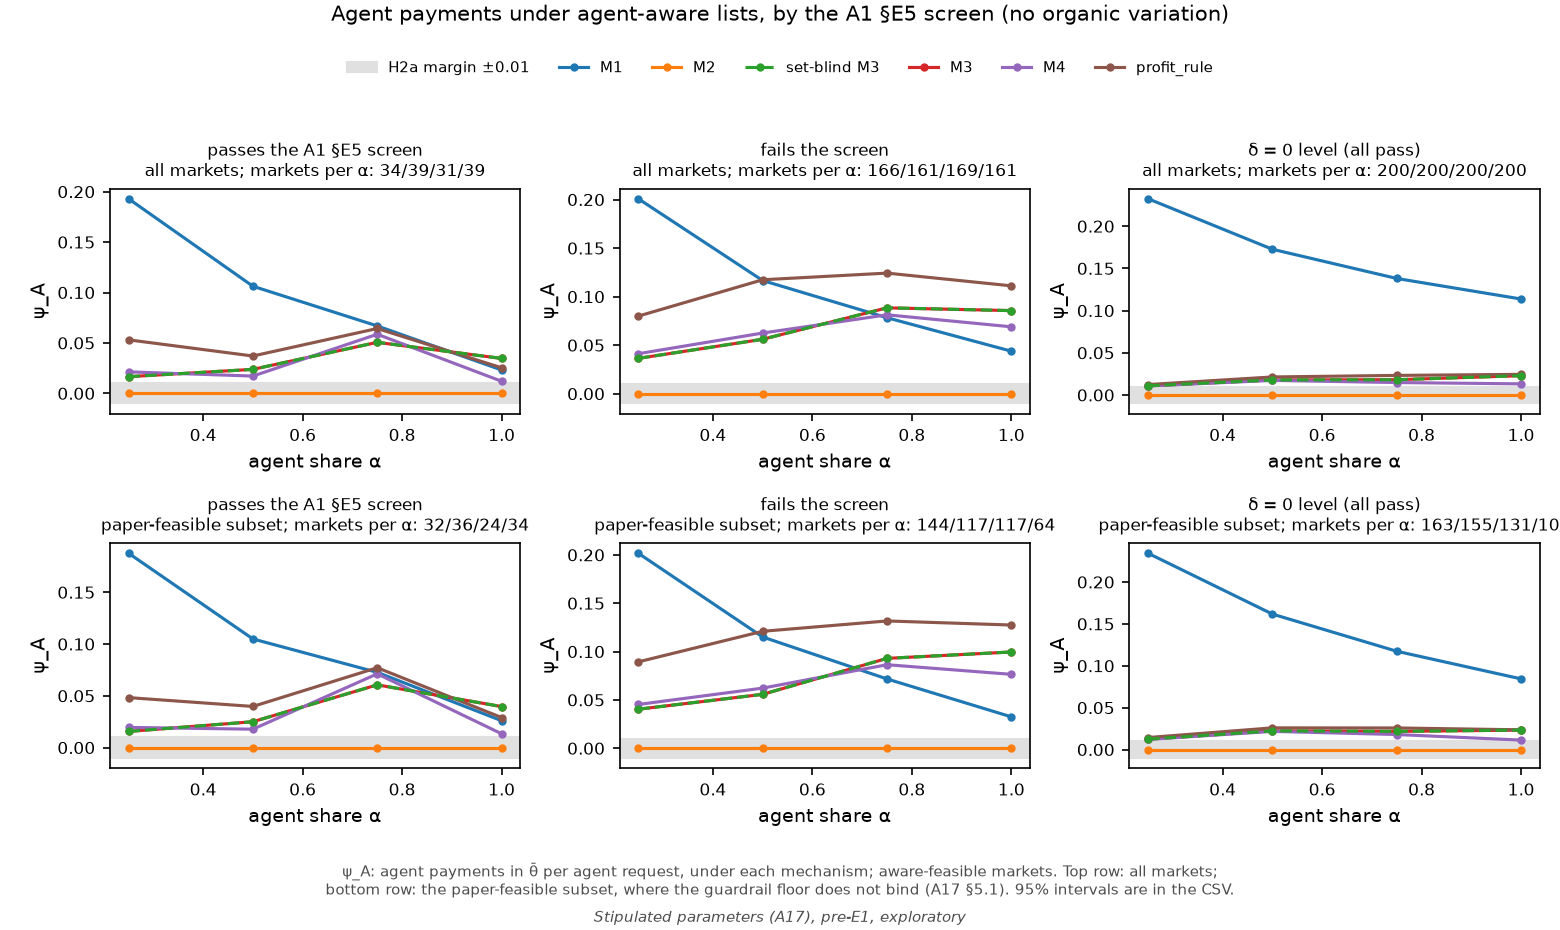 Agent payments under agent-aware lists, by the A1 §E5 screen (no organic variation)
H2a margin ±0.01 M1 M2 set-blind M3 M3 M4 profit_rule
passes the A1 §E5 screen
all markets; markets per α: 34/39/31/39
0.20
0.15
0.10
0.05
0.00
ψ_A
0.4 0.6 0.8 1.0
agent share α
fails the screen
all markets; markets per α: 166/161/169/161
0.20
0.15
0.10
0.05
0.00
ψ_A
0.4 0.6 0.8 1.0
agent share α
δ = 0 level (all pass)
all markets; markets per α: 200/200/200/200
0.20
0.15
0.10
0.05
0.00
ψ_A
0.4 0.6 0.8 1.0
agent share α
passes the A1 §E5 screen
paper-feasible subset; markets per α: 32/36/24/34
0.15
0.10
0.05
0.00
ψ_A
0.4 0.6 0.8 1.0
agent share α
fails the screen
paper-feasible subset; markets per α: 144/117/117/64
0.20
0.15
0.10
0.05
0.00
ψ_A
0.4 0.6 0.8 1.0
agent share α
δ = 0 level (all pass)
paper-feasible subset; markets per α: 163/155/131/10
0.20
0.15
0.10
0.05
0.00
ψ_A
0.4 0.6 0.8 1.0
agent share α
ψ_A: agent payments in θ̄ per agent request, under each mechanism; aware-feasible markets. Top row: all markets;
bottom row: the paper-feasible subset, where the guardrail floor does not bind (A17 §5.1). 95% intervals are in the CSV.
Stipulated parameters (A17), pre-E1, exploratory